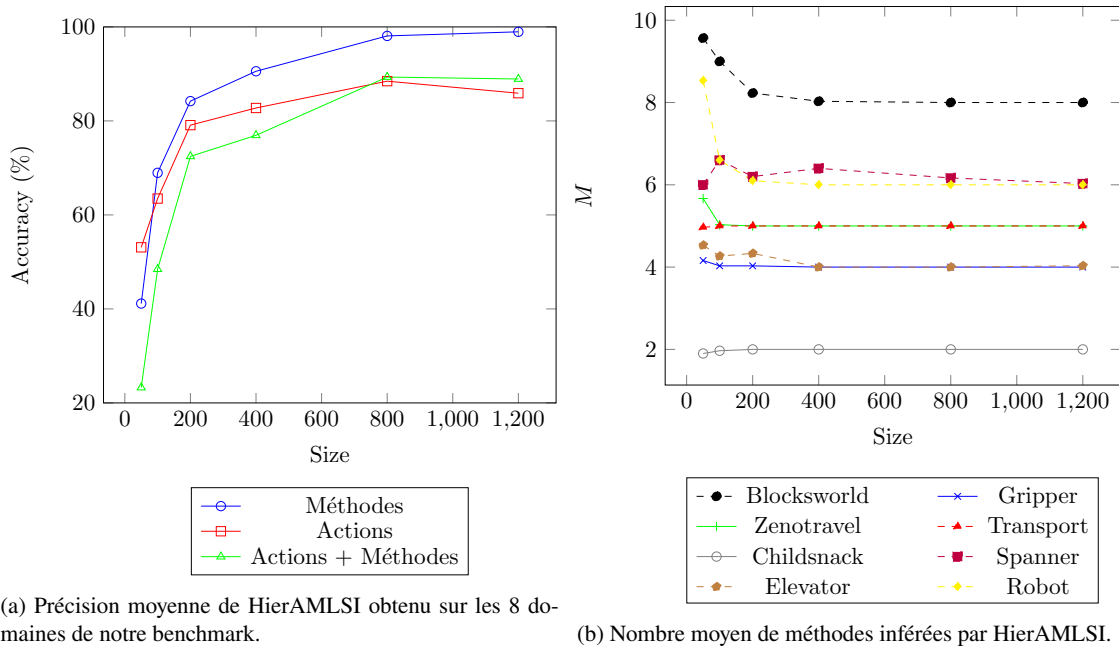 100
80
60
40
20
Accuracy (%)
0 200 400 600 800 1,000 1,200
Size
Méthodes
Actions
Actions + Méthodes
(a) Précision moyenne de HierAMLSI obtenu sur les 8 do-
maines de notre benchmark.
10
8
6
4
2
M
0 200 400 600 800 1,000 1,200
Size
Blocksworld Gripper
Zenotravel Transport
Childsnack Spanner
Elevator Robot
(b) Nombre moyen de méthodes inférées par HierAMLSI.